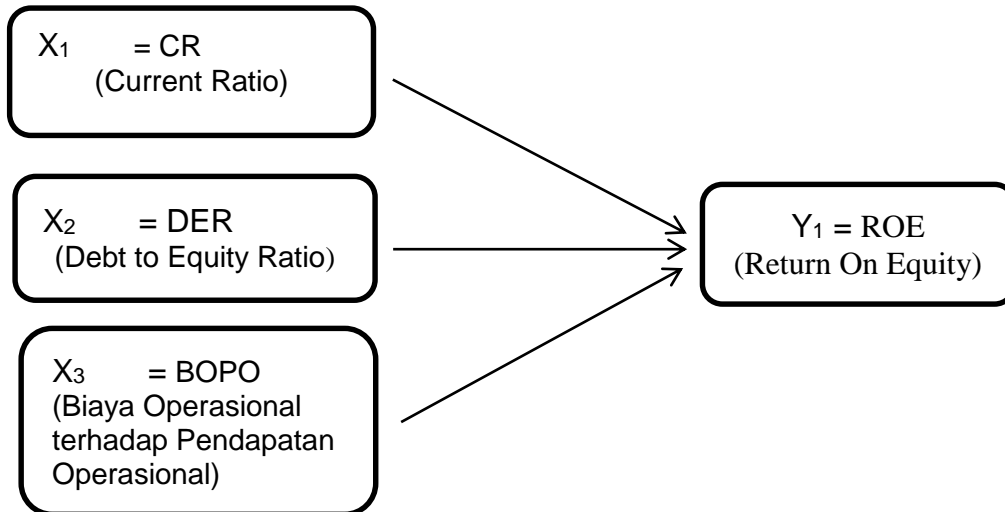 X1 = CR
(Current Ratio)
X2 = DER
(Debt to Equity Ratio)
X3 = BOPO
(Biaya Operasional
terhadap Pendapatan
Operasional)
Y1 = ROE
(Return On Equity)